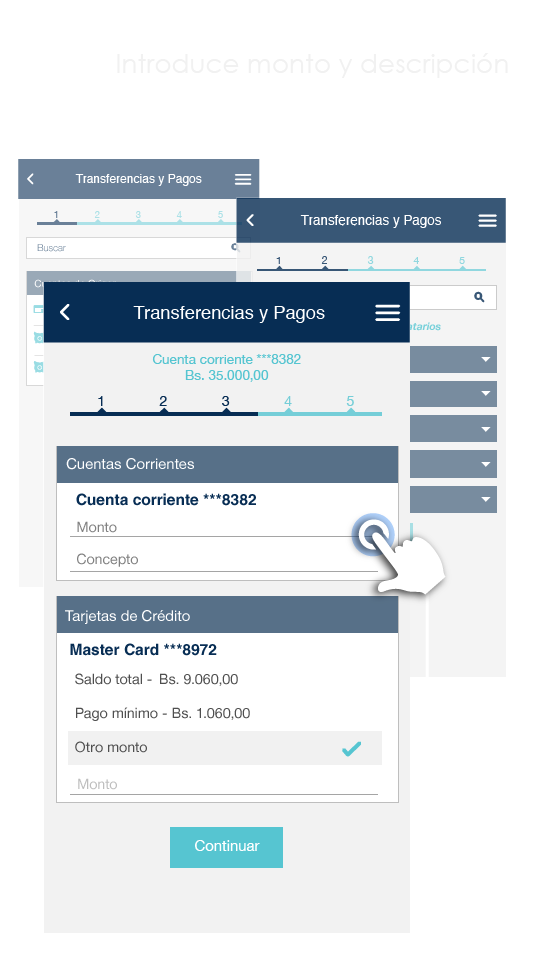 Introduce monto y descripción
Transferencias y Pagos
1 2 3 4 5
Buscar
Transferencias y Pagos
1 2 3 4 5
Transferencias y Pagos
Cuenta corriente ***8382
Bs. 35.000,00
1 2 3 4 5
Cuentas Corrientes
Cuenta corriente ***8382
Monto
Concepto
Tarjetas de Crédito
Master Card ***8972
Saldo total - Bs. 9.060,00
Pago mínimo - Bs. 1.060,00
Otro monto
Monto
Continuar